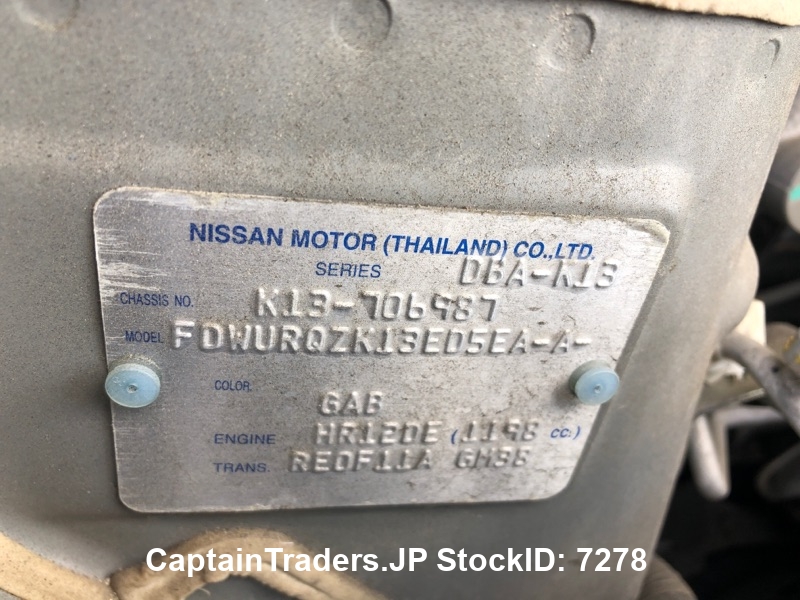 NISSAN MOTOR (THAILAND) CO.,LTD.
SERIES DBA-K13
CHASSIS NO. K13-706987
MODEL FDWURQZK13ED5EA-A-
COLOR. GAB
ENGINE HR12DE (1198 CC.)
TRANS. RE0F11A GM38
CaptainTraders.JP StockID: 7278